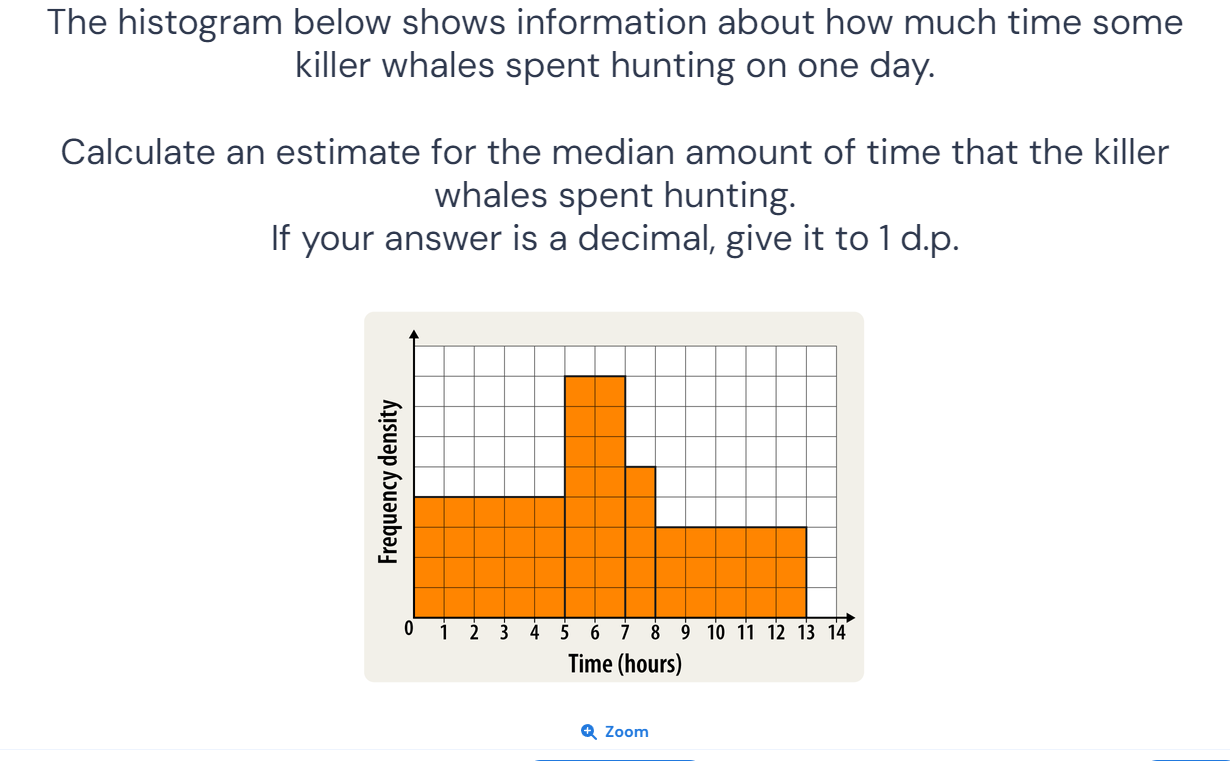 The histogram below shows information about how much time some
killer whales spent hunting on one day.
Calculate an estimate for the median amount of time that the killer
whales spent hunting.
If your answer is a decimal, give it to 1 d.p.
Frequency density
0 1 2 3 4 5 6 7 8 9 10 11 12 13 14
Time (hours)
Zoom